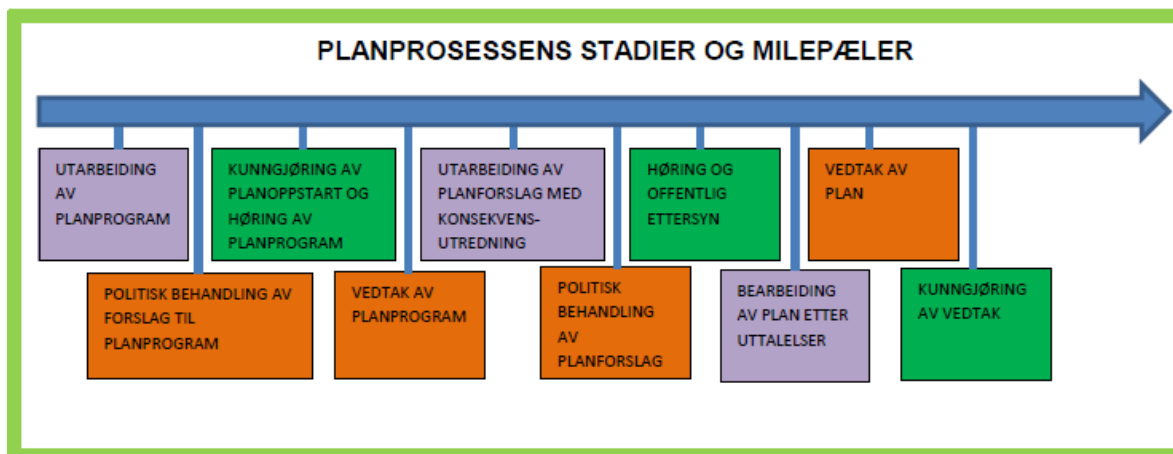 PLANPROSESSENS STADIER OG MILEPÆLER
UTARBEIDING
AV
PLANPROGRAM
POLITISK BEHANDLING AV
FORSLAG TIL
PLANPROGRAM
KUNNGJØRING AV
PLANOPPSTART OG
HØRING AV
PLANPROGRAM
VEDTAK AV
PLANPROGRAM
UTARBEIDING AV
PLANFORSLAG MED
KONSEKVENS-
UTREDNING
POLITISK
BEHANDLING
AV
PLANFORSLAG
HØRING OG
OFFENTLIG
ETTERSYN
BEARBEIDING
AV PLAN ETTER
UTTALELSER
VEDTAK AV
PLAN
KUNNGJØRING
AV VEDTAK